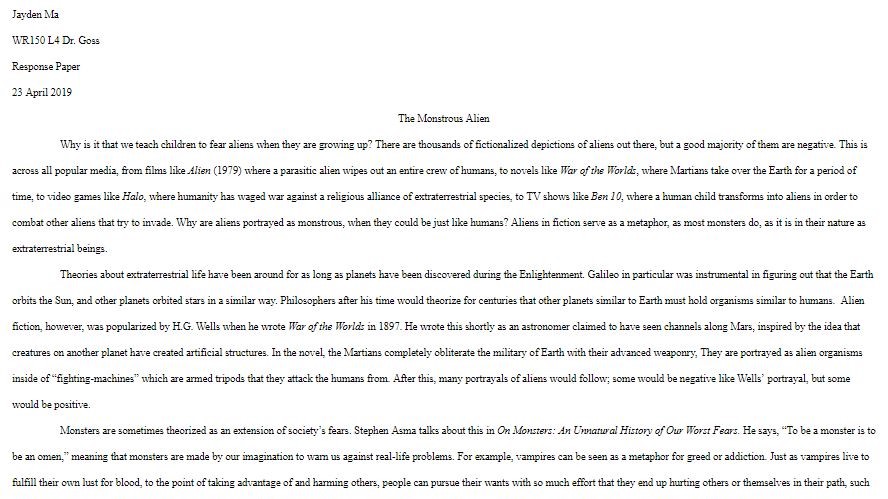 Jayden Ma
WR150 L4 Dr. Goss
Response Paper
23 April 2019
The Monstrous Alien
Why is it that we teach children to fear aliens when they are growing up? There are thousands of fictionalized depictions of aliens out there, but a good majority of them are negative. This is
across all popular media, from films like Alien (1979) where a parasitic alien wipes out an entire crew of humans, to novels like War of the Worlds, where Martians take over the Earth for a period of
time, to video games like Halo, where humanity has waged war against a religious alliance of extraterrestrial species, to TV shows like Ben 10, where a human child transforms into aliens in order to
combat other aliens that try to invade. Why are aliens portrayed as monstrous, when they could be just like humans? Aliens in fiction serve as a metaphor, as most monsters do, as it is in their nature as
extraterrestrial beings.
Theories about extraterrestrial life have been around for as long as planets have been discovered during the Enlightenment. Galileo in particular was instrumental in figuring out that the Earth
orbits the Sun, and other planets orbited stars in a similar way. Philosophers after his time would theorize for centuries that other planets similar to Earth must hold organisms similar to humans.  Alien
fiction, however, was popularized by H.G. Wells when he wrote War of the Worlds in 1897. He wrote this shortly as an astronomer claimed to have seen channels along Mars, inspired by the idea that
creatures on another planet have created artificial structures. In the novel, the Martians completely obliterate the military of Earth with their advanced weaponry, They are portrayed as alien organisms
inside of “fighting-machines” which are armed tripods that they attack the humans from. After this, many portrayals of aliens would follow; some would be negative like Wells’ portrayal, but some
would be positive.
Monsters are sometimes theorized as an extension of society’s fears. Stephen Asma talks about this in On Monsters: An Unnatural History of Our Worst Fears. He says, “To be a monster is to
be an omen,” meaning that monsters are made by our imagination to warn us against real-life problems. For example, vampires can be seen as a metaphor for greed or addiction. Just as vampires live to
fulfill their own lust for blood, to the point of taking advantage of and harming others, people can pursue their wants with so much effort that they end up hurting others or themselves in their path, such